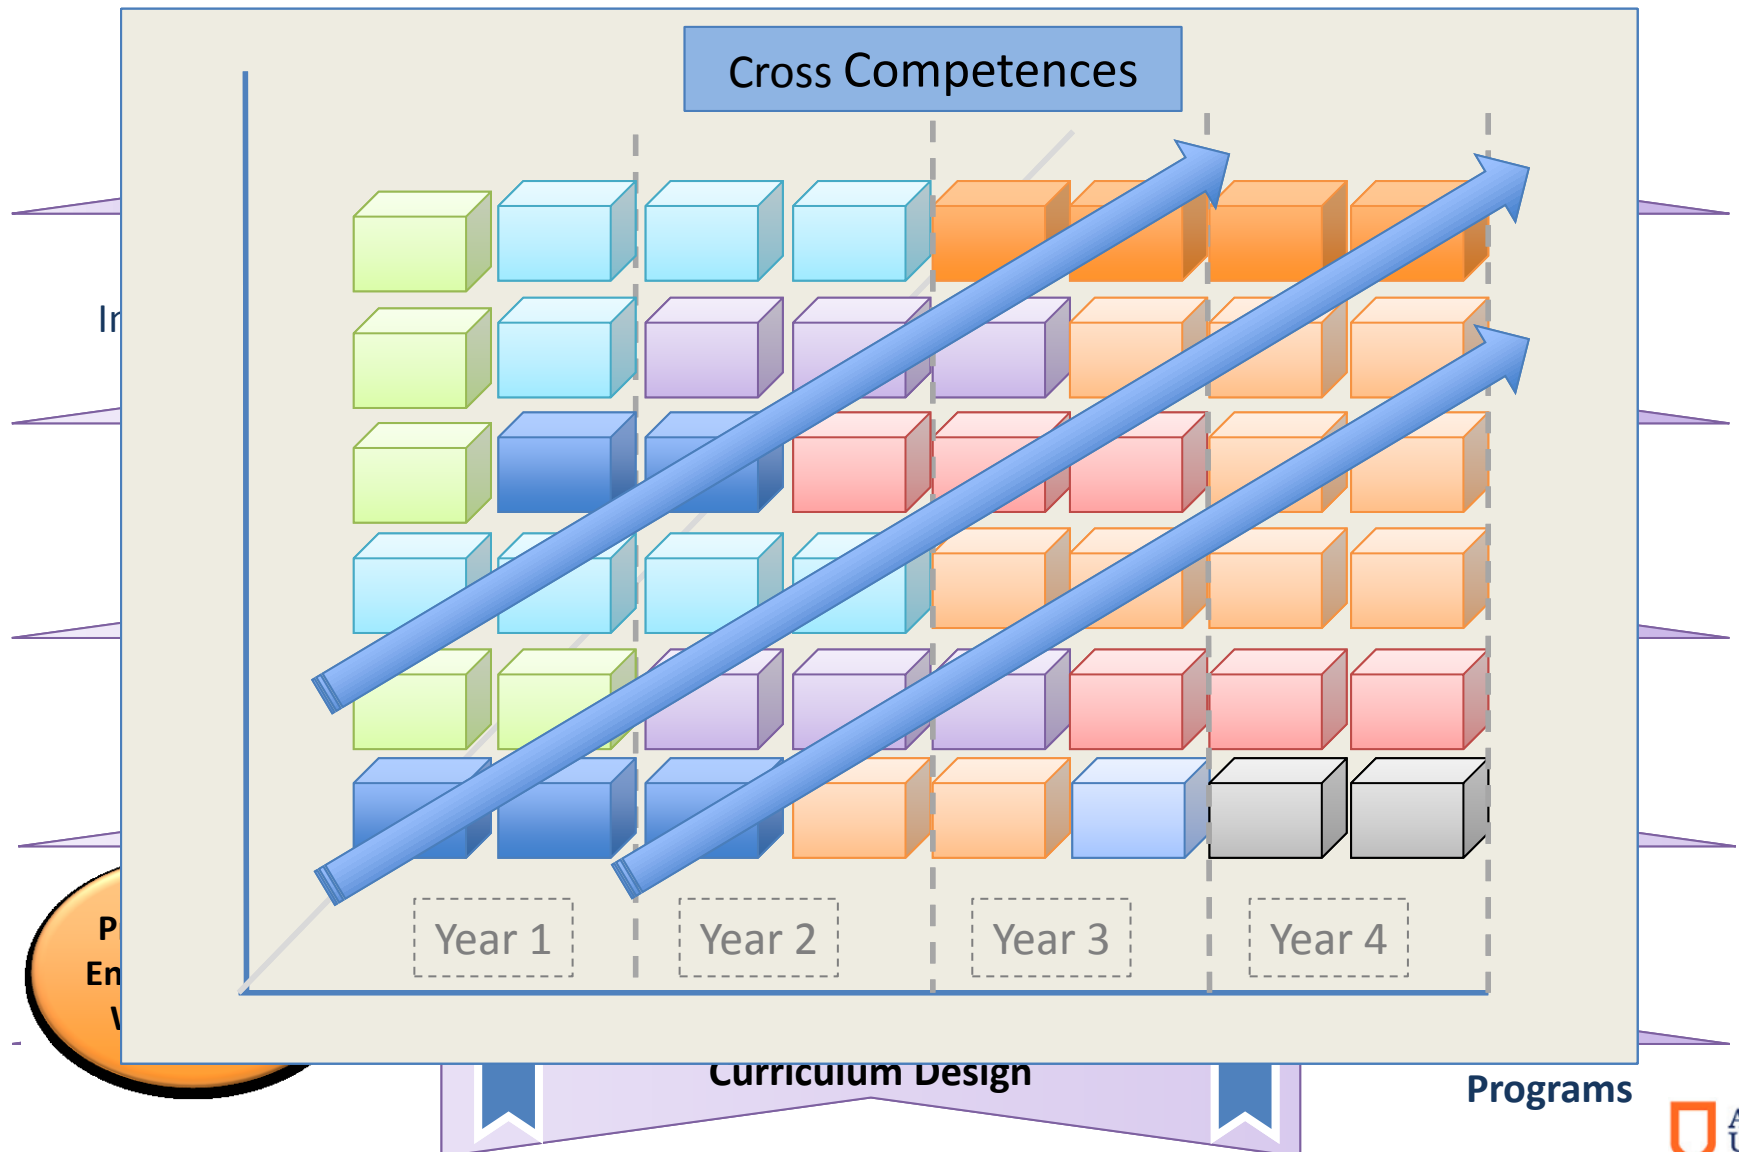 Cross Competences
Year 1
Year 2
Year 3
Year 4
Curriculum Design
Programs